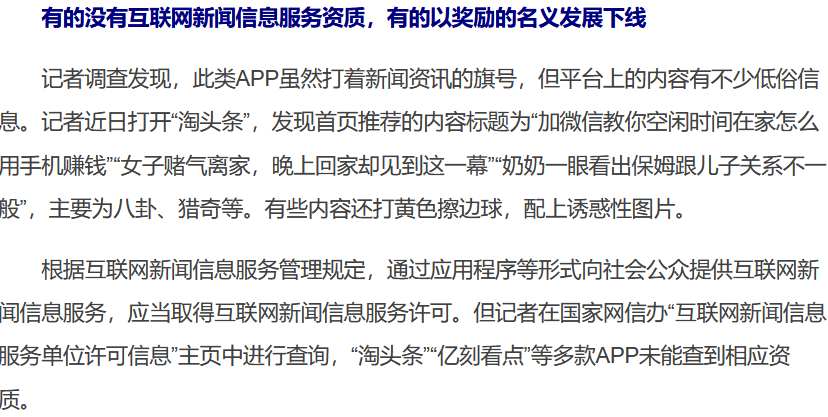 有的没有互联网新闻信息服务资质，有的以奖励的名义发展下线
记者调查发现，此类APP虽然打着新闻资讯的旗号，但平台上的内容有不少低俗信
息。记者近日打开“淘头条”，发现首页推荐的内容标题为“加微信教你空闲时间在家怎么
用手机赚钱”“女子赌气离家，晚上回家却见到这一幕”“奶奶一眼看出保姆跟儿子关系不一
般”，主要为八卦、猎奇等。有些内容还打黄色擦边球，配上诱惑性图片。
根据互联网新闻信息服务管理规定，通过应用程序等形式向社会公众提供互联网新
闻信息服务，应当取得互联网新闻信息服务许可。但记者在国家网信办“互联网新闻信息
服务单位许可信息”主页中进行查询，“淘头条”“亿刻看点”等多款APP未能查到相应资
质。